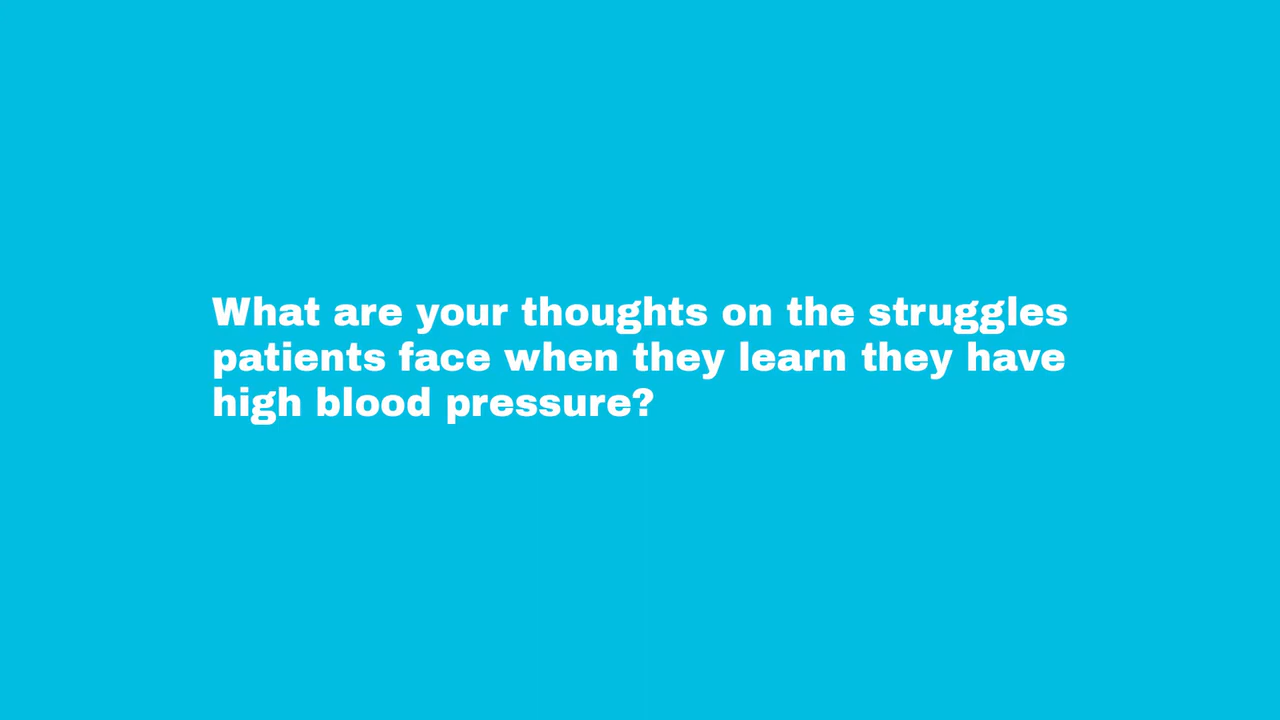 What are your thoughts on the struggles
patients face when they learn they have
high blood pressure?